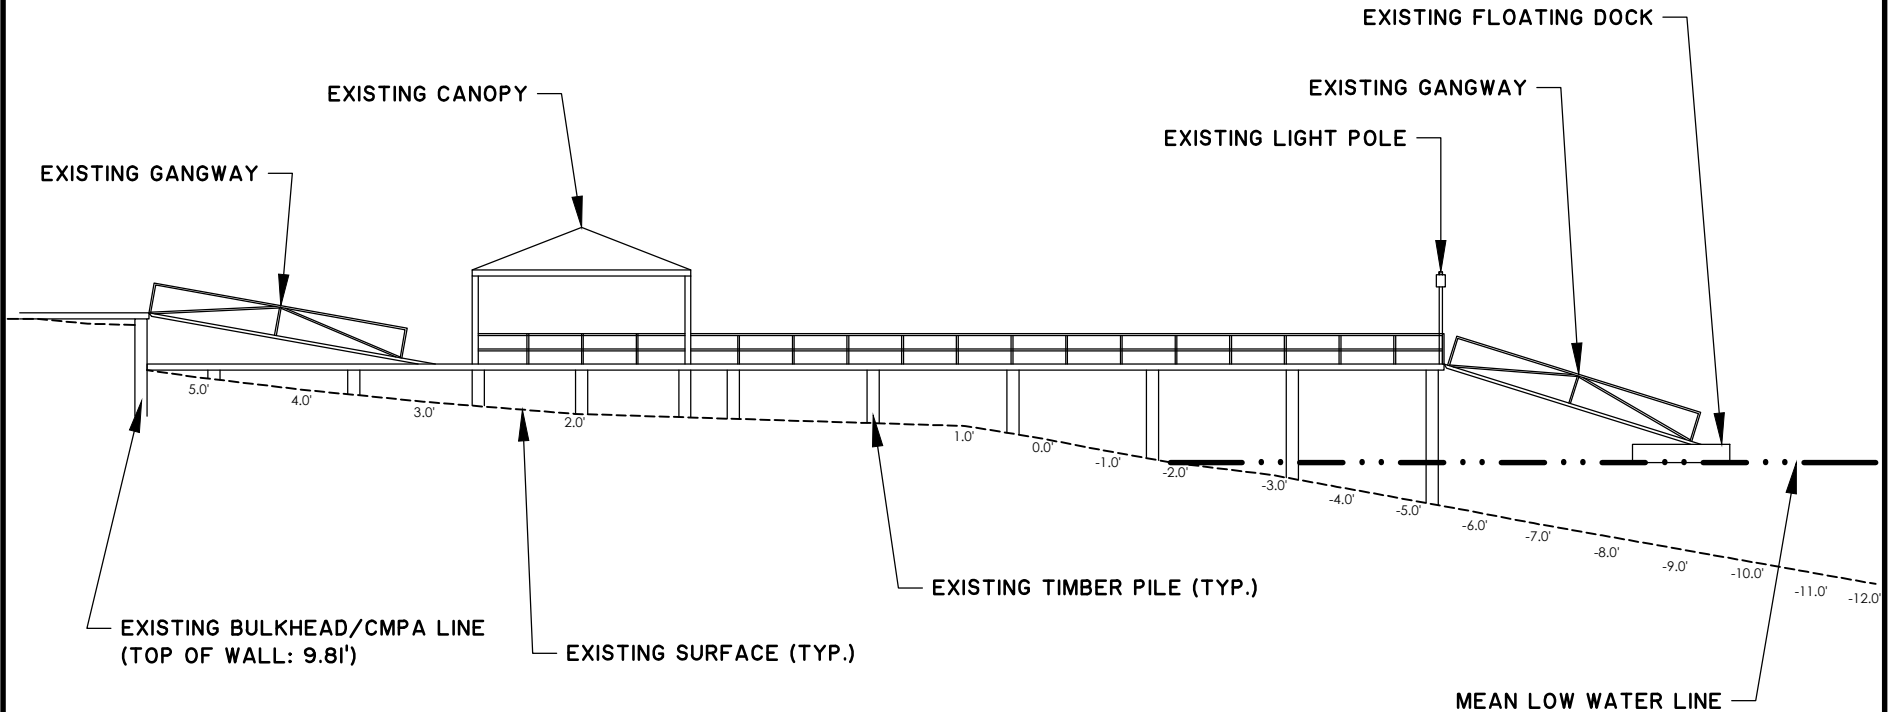 EXISTING FLOATING DOCK
EXISTING GANGWAY
EXISTING CANOPY
EXISTING LIGHT POLE
EXISTING GANGWAY
5.0'
4.0'
3.0'
2.0'
1.0'
0.0'
-1.0'
-2.0'
-3.0'
-4.0'
-5.0'
-6.0'
-7.0'
-8.0'
-9.0'
-10.0'
-11.0'
-12.0'
EXISTING TIMBER PILE (TYP.)
EXISTING BULKHEAD/CMPA LINE
(TOP OF WALL: 9.81')
EXISTING SURFACE (TYP.)
MEAN LOW WATER LINE